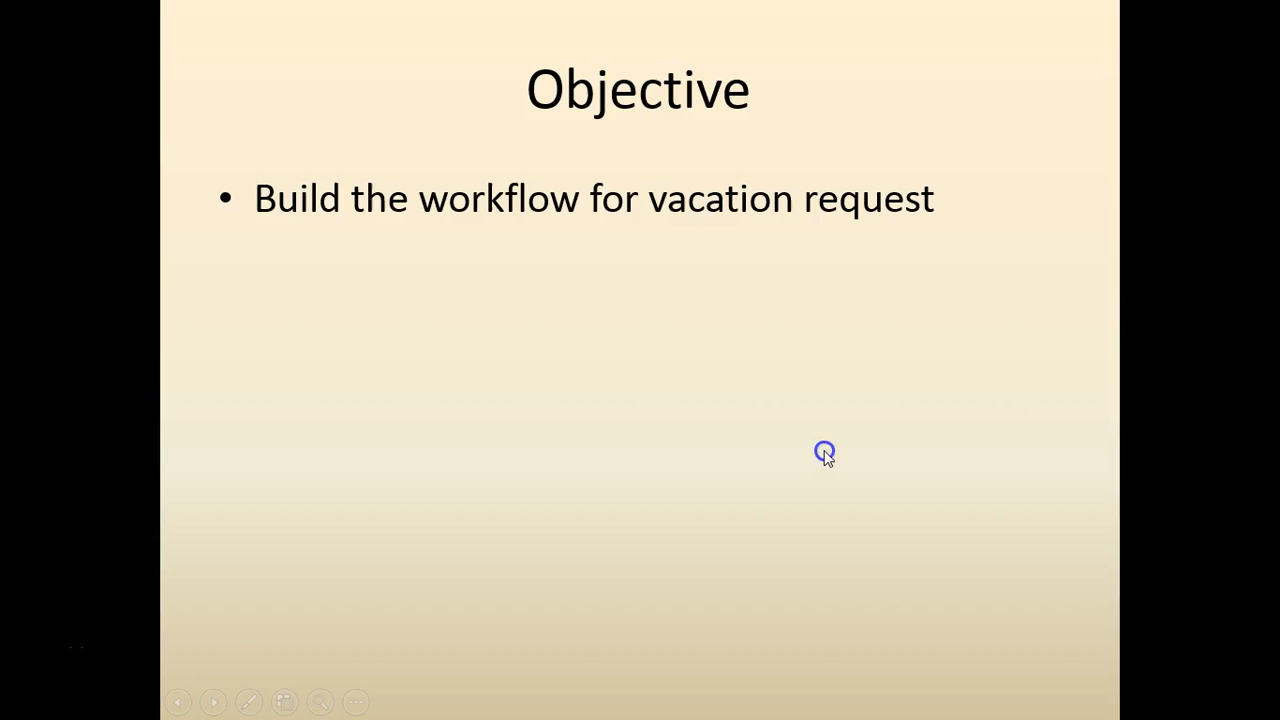 Objective
• Build the workflow for vacation request